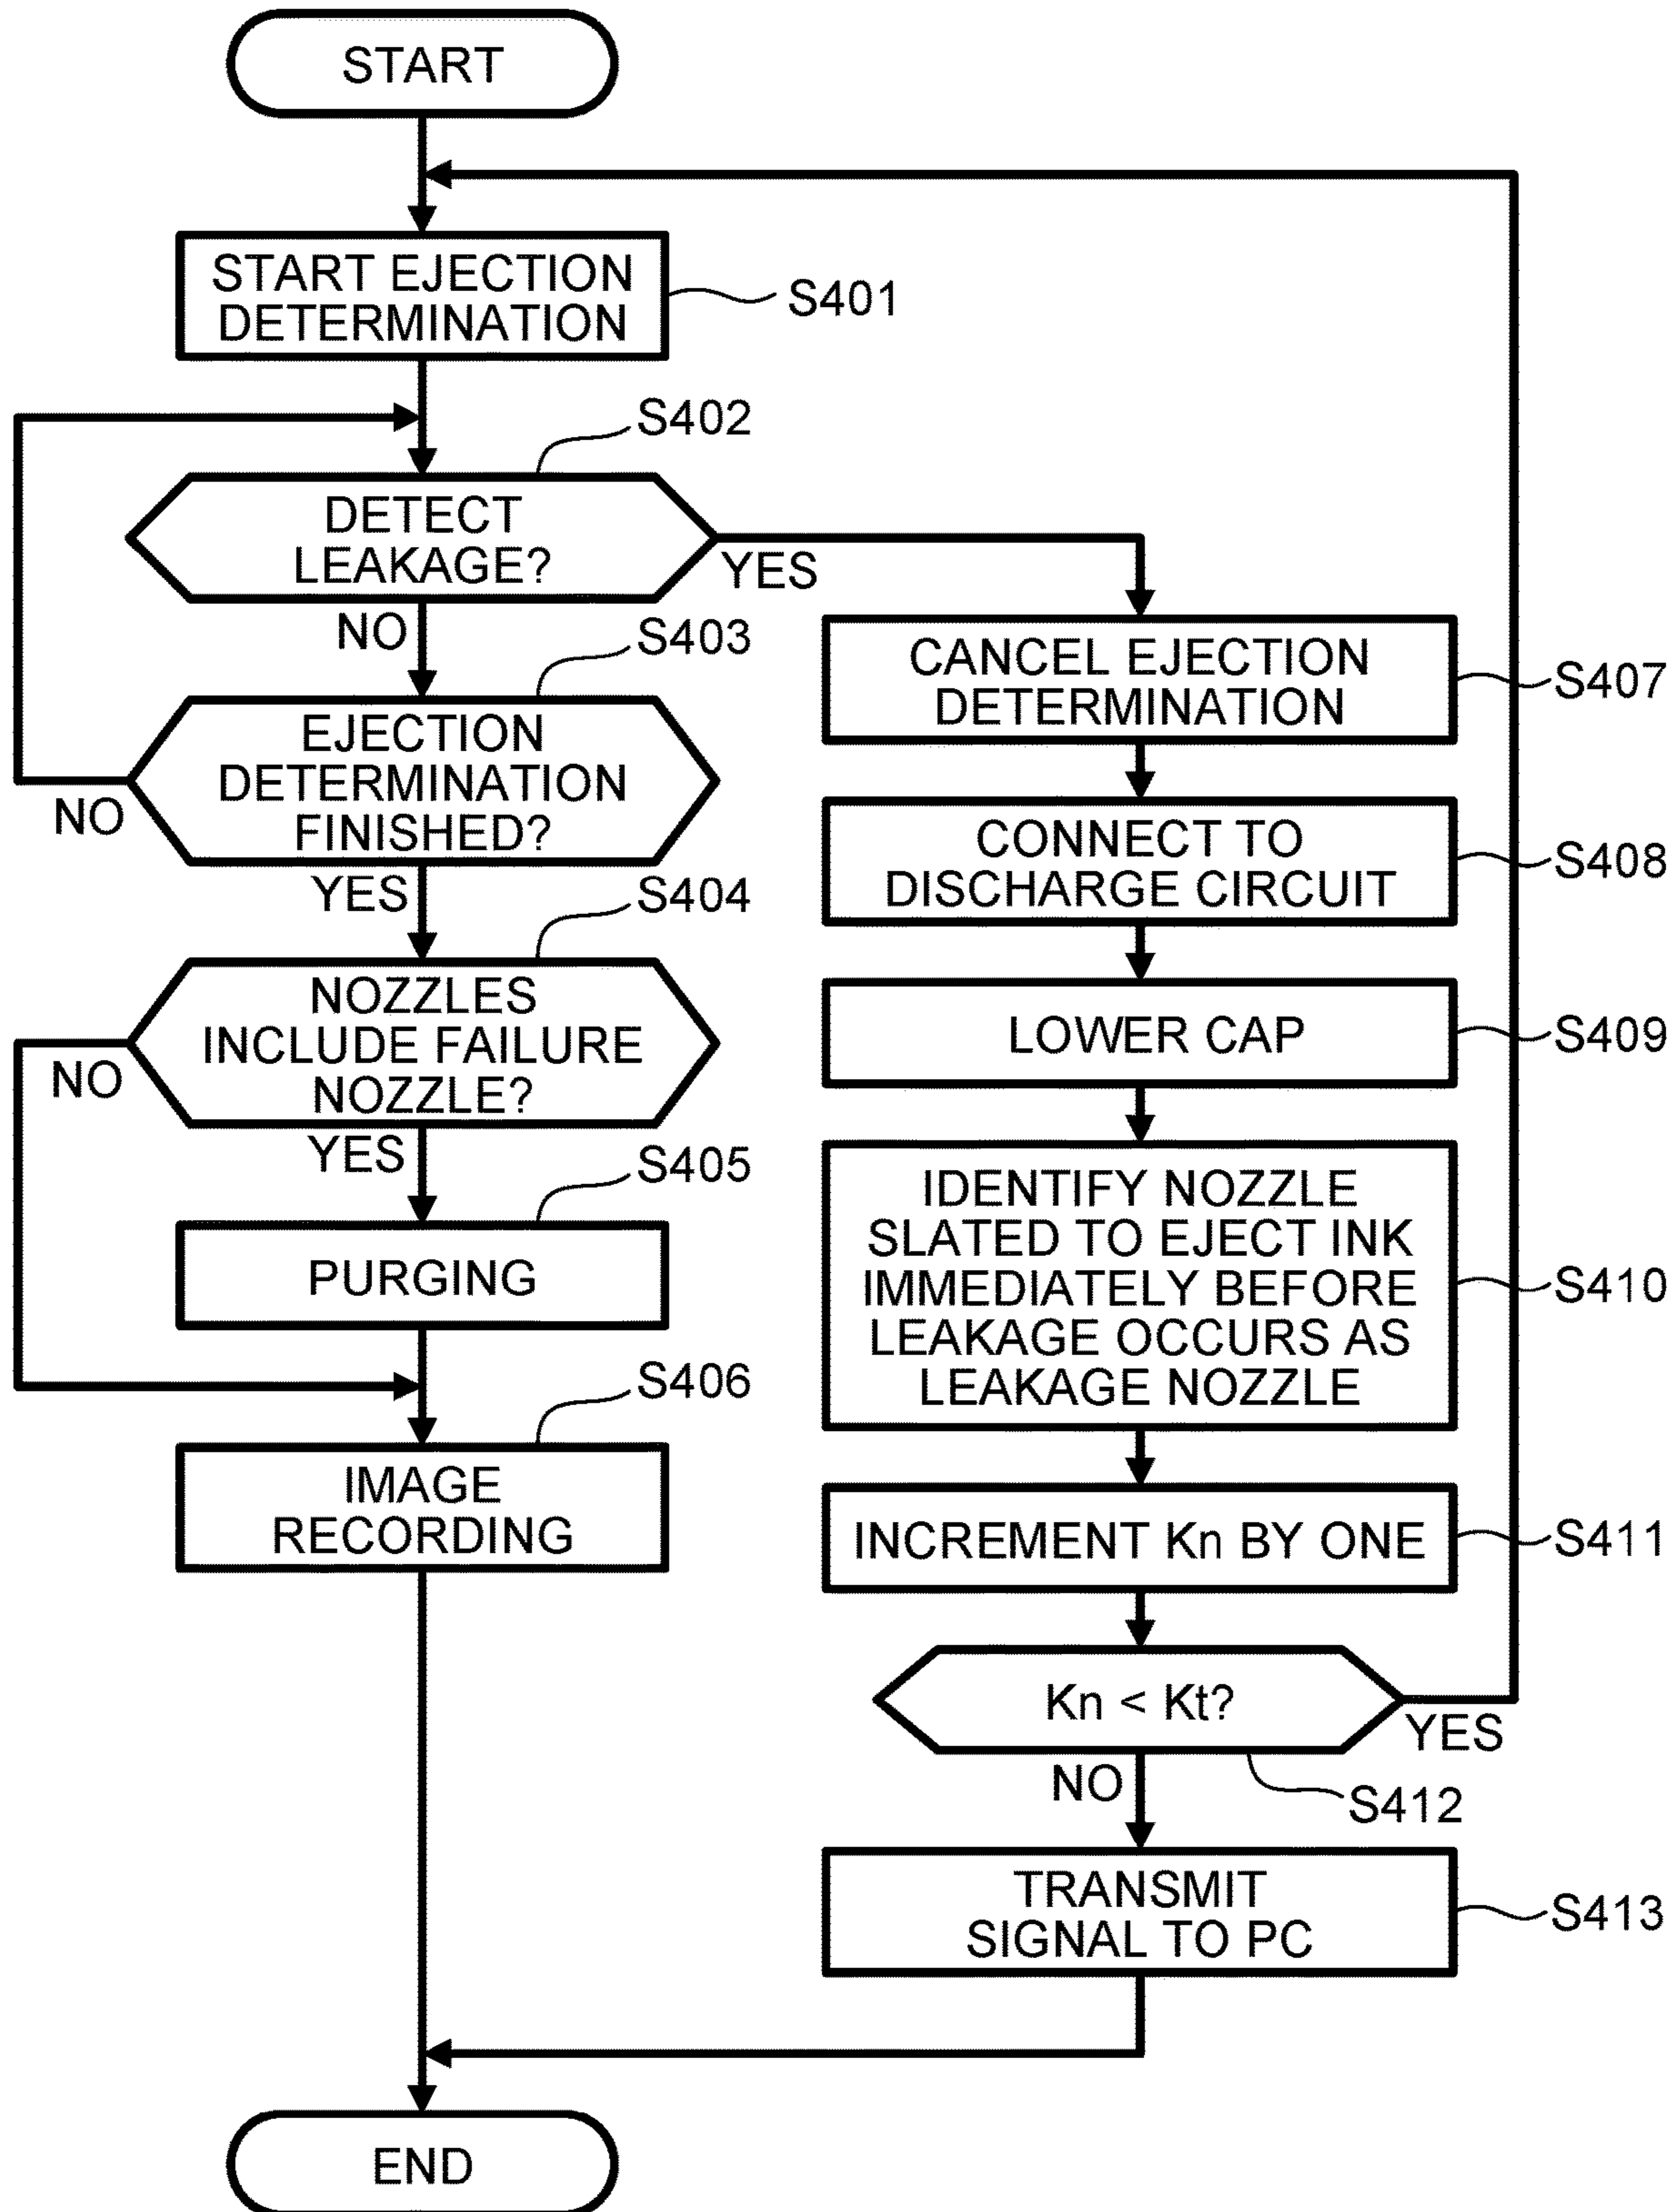 START
START EJECTION
DETERMINATION
S401
S402
DETECT
LEAKAGE?
YES
NO
S403
EJECTION
DETERMINATION
FINISHED?
NO
YES
S404
NOZZLES
INCLUDE FAILURE
NOZZLE?
NO
YES
S405
PURGING
S406
IMAGE
RECORDING
CANCEL EJECTION
DETERMINATION
S407
CONNECT TO
DISCHARGE CIRCUIT
S408
LOWER CAP
S409
IDENTIFY NOZZLE
SLATED TO EJECT INK
IMMEDIATELY BEFORE
LEAKAGE OCCURS AS
LEAKAGE NOZZLE
S410
INCREMENT Kn BY ONE
S411
Kn < Kt?
YES
NO
S412
TRANSMIT
SIGNAL TO PC
S413
END